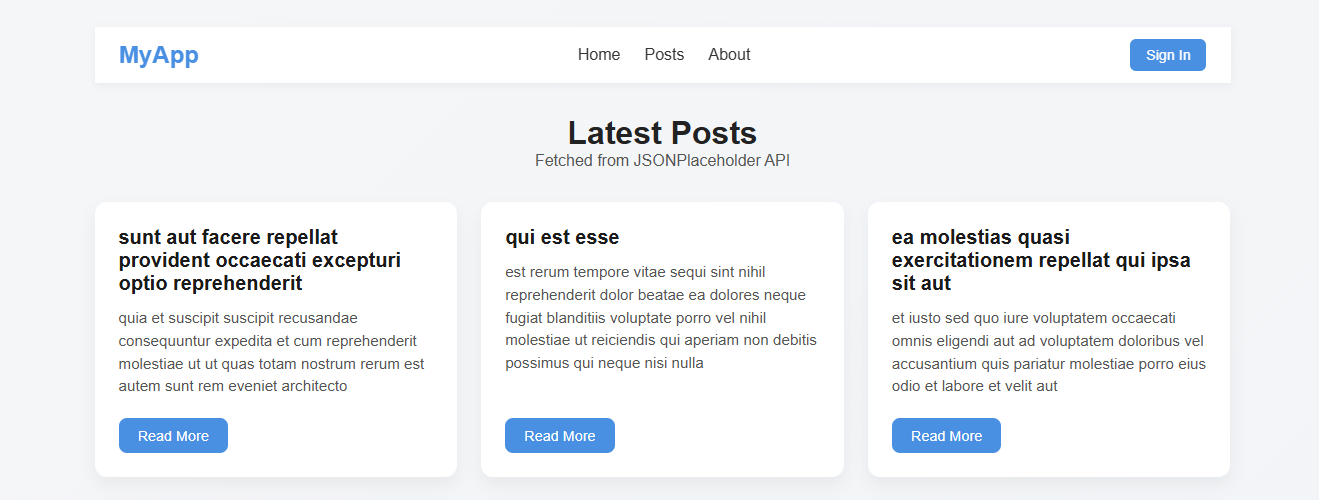 MyApp
Home Posts About
Sign In
Latest Posts
Fetched from JSONPlaceholder API
sunt aut facere repellat
provident occaecati excepturi
optio reprehenderit
quia et suscipit suscipit recusandae
consequuntur expedita et cum reprehenderit
molestiae ut ut quas totam nostrum rerum est
autem sunt rem eveniet architecto
Read More
qui est esse
est rerum tempore vitae sequi sint nihil
reprehenderit dolor beatae ea dolores neque
fugiat blanditiis voluptate porro vel nihil
molestiae ut reiciendis qui aperiam non debitis
possimus qui neque nisi nulla
Read More
ea molestias quasi
exercitationem repellat qui ipsa
sit aut
et iusto sed quo iure voluptatem occaecati
omnis eligendi aut ad voluptatem doloribus vel
accusantium quis pariatur molestiae porro eius
odio et labore et velit aut
Read More